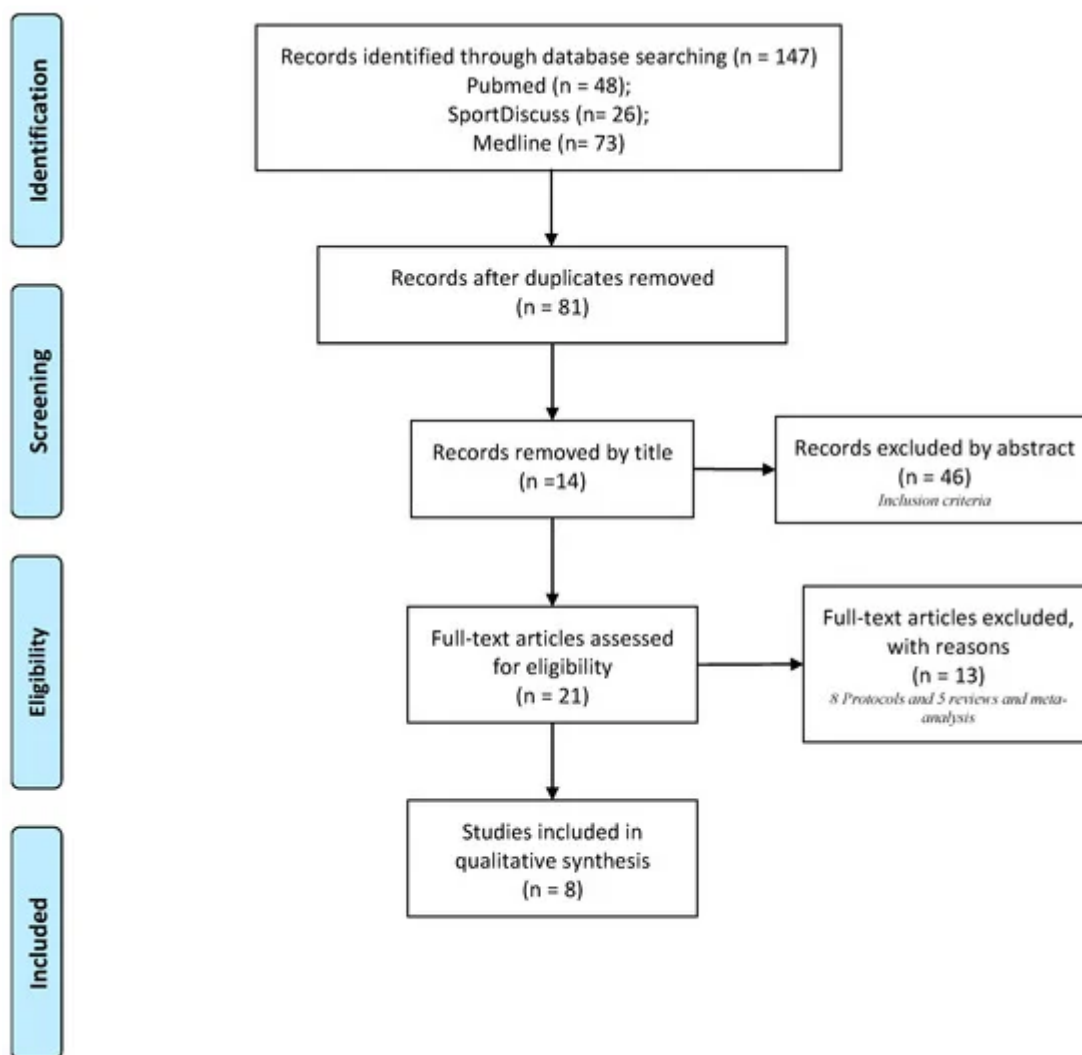 Identification
Records identified through database searching (n = 147)
Pubmed (n = 48);
SportDiscuss (n= 26);
Medline (n= 73)
Records after duplicates removed
(n = 81)
Screening
Records removed by title
(n =14)
Records excluded by abstract
(n = 46)
Inclusion criteria
Eligibility
Full-text articles assessed
for eligibility
(n = 21)
Full-text articles excluded,
with reasons
(n = 13)
8 Protocols and 5 reviews and meta-
analysis
Included
Studies included in
qualitative synthesis
(n = 8)